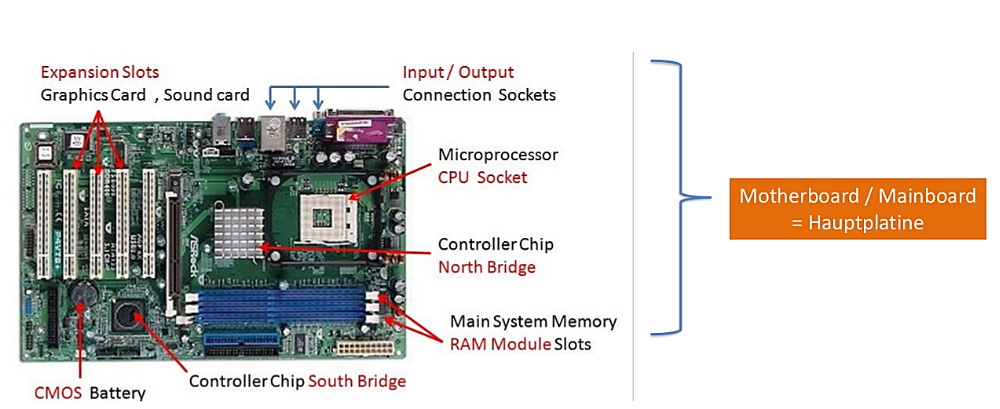 Expansion Slots
Graphics Card , Sound card
Input / Output
Connection Sockets
Microprocessor
CPU Socket
Motherboard / Mainboard
= Hauptplatine
Controller Chip
North Bridge
ASRock
Main System Memory
RAM Module Slots
Controller Chip South Bridge
CMOS Battery